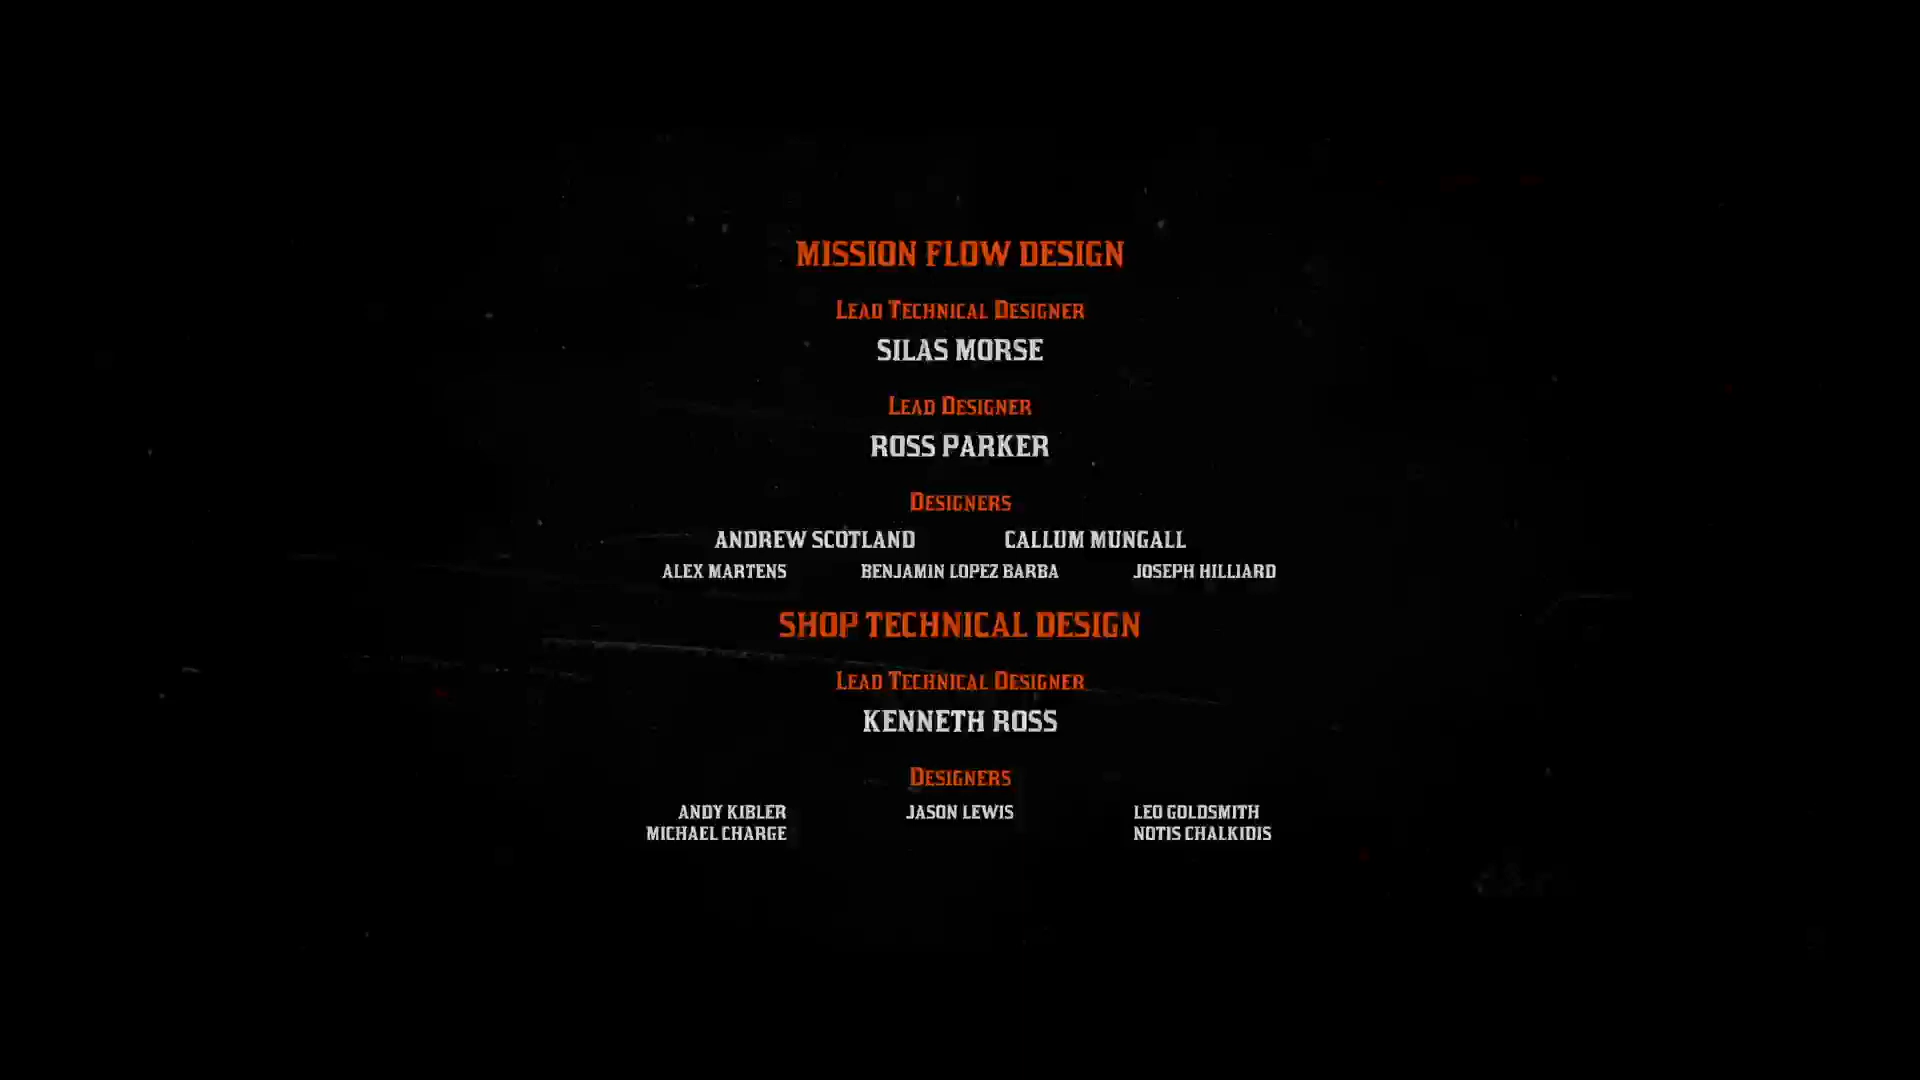 MISSION FLOW DESIGN
LEAD TECHNICAL DESIGNER
SILAS MORSE
LEAD DESIGNER
ROSS PARKER
DESIGNERS
ANDREW SCOTLAND CALLUM MUNGALL
ALEX MARTENS BENJAMIN LOPEZ BARBA JOSEPH HILLIARD
SHOP TECHNICAL DESIGN
LEAD TECHNICAL DESIGNER
KENNETH ROSS
DESIGNERS
ANDY KIBLER JASON LEWIS LEO GOLDSMITH
MICHAEL CHARGE NOTIS CHALKIDIS